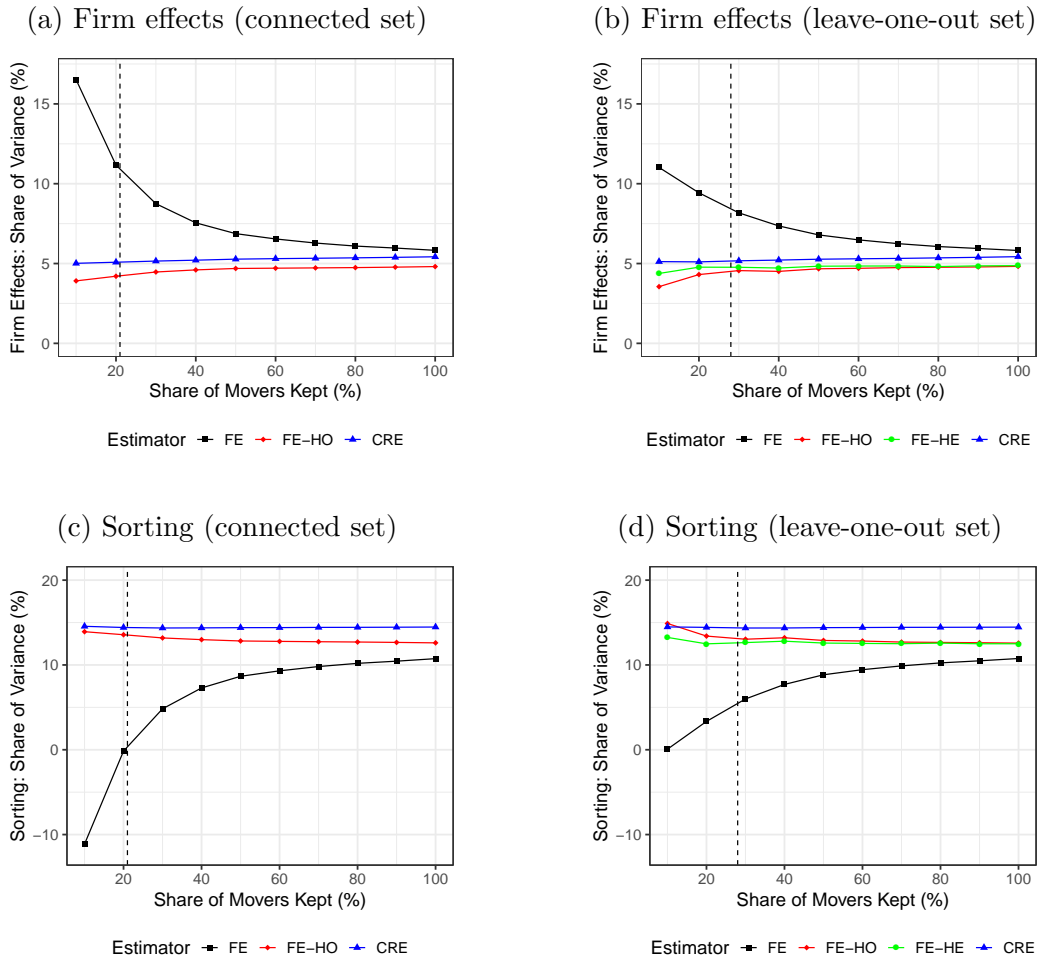 (a) Firm effects (connected set)
Firm Effects: Share of Variance (%)
15
10
5
0
20 40 60 80 100
Share of Movers Kept (%)
Estimator FE FE−HO CRE
(b) Firm effects (leave-one-out set)
Firm Effects: Share of Variance (%)
15
10
5
0
20 40 60 80 100
Share of Movers Kept (%)
Estimator FE FE−HO FE−HE CRE
(c) Sorting (connected set)
Sorting: Share of Variance (%)
20
10
0
−10
20 40 60 80 100
Share of Movers Kept (%)
Estimator FE FE−HO CRE
(d) Sorting (leave-one-out set)
Sorting: Share of Variance (%)
20
10
0
−10
20 40 60 80 100
Share of Movers Kept (%)
Estimator FE FE−HO FE−HE CRE